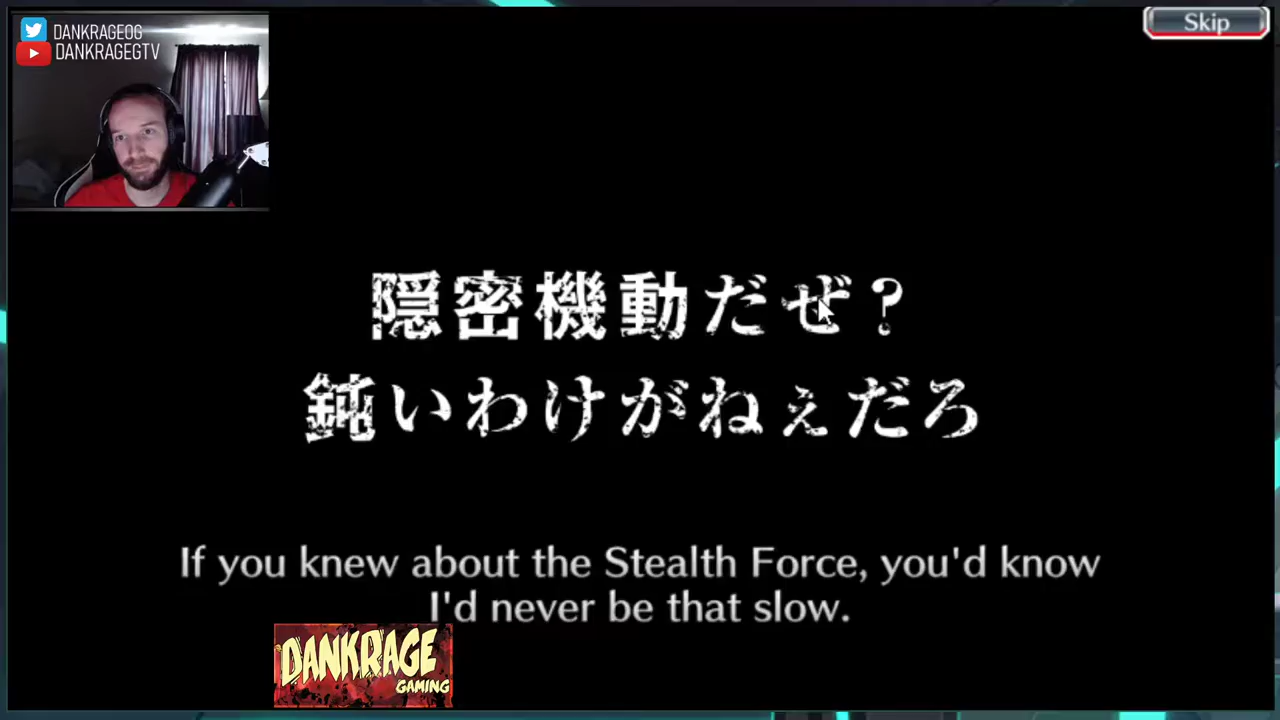 DANKRAGEOG
DANKRAGEGTV
Skip
隠密機動だぜ?
鈍いわけがねぇだろ
If you knew about the Stealth Force, you'd know
I'd never be that slow.
DANKRAGE
GAMING